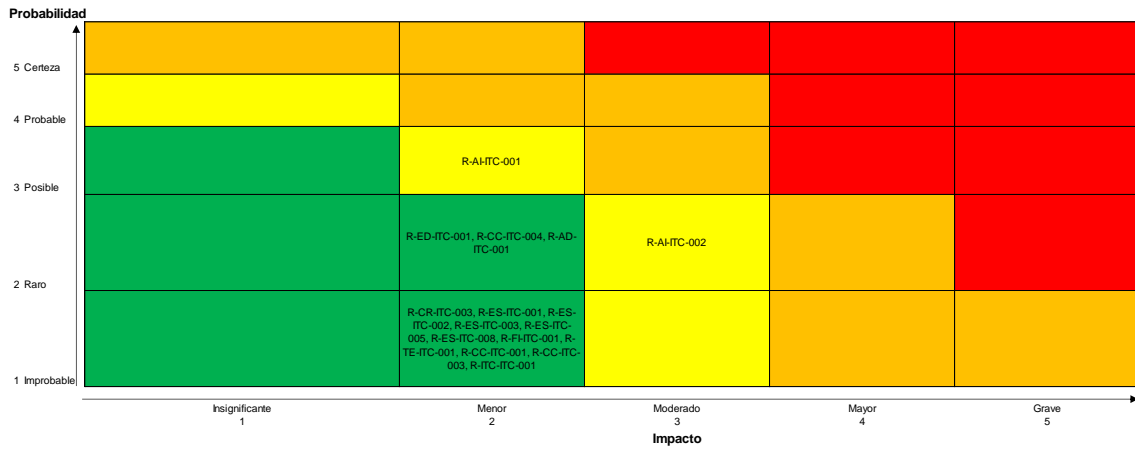 Probabilidad
5 Certeza
4 Probable
R-AI-ITC-001
3 Posible
R-ED-ITC-001, R-CC-ITC-004, R-AD-
ITC-001
R-AI-ITC-002
2 Raro
R-CR-ITC-003, R-ES-ITC-001, R-ES-
ITC-002, R-ES-ITC-003, R-ES-ITC-
005, R-ES-ITC-008, R-FI-ITC-001, R-
TE-ITC-001, R-CC-ITC-001, R-CC-ITC-
003, R-ITC-ITC-001
1 Improbable
Insignificante
1
Menor
2
Moderado
3
Mayor
4
Grave
5
Impacto